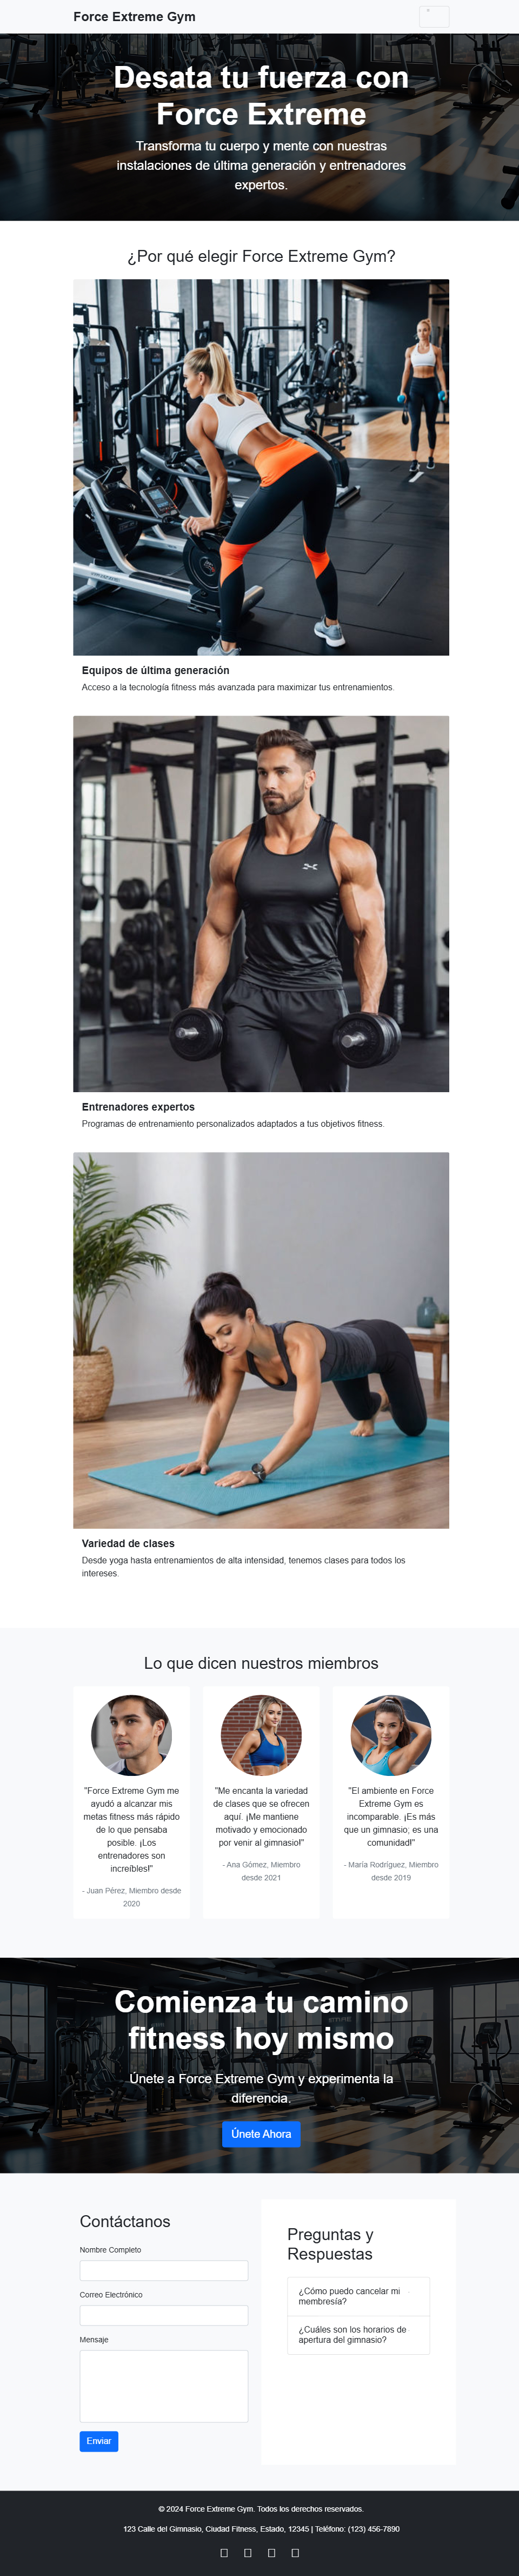 Force Extreme Gym
Desata tu fuerza con
Force Extreme
Transforma tu cuerpo y mente con nuestras
instalaciones de última generación y entrenadores
expertos.
¿Por qué elegir Force Extreme Gym?
Equipos de última generación
Acceso a la tecnología fitness más avanzada para maximizar tus entrenamientos.
Entrenadores expertos
Programas de entrenamiento personalizados adaptados a tus objetivos fitness.
Variedad de clases
Desde yoga hasta entrenamientos de alta intensidad, tenemos clases para todos los
intereses.
Lo que dicen nuestros miembros
"Force Extreme Gym me
ayudó a alcanzar mis
metas fitness más rápido
de lo que pensaba
posible. ¡Los
entrenadores son
increíbles!"
- Juan Pérez, Miembro desde
2020
"Me encanta la variedad
de clases que se ofrecen
aquí. ¡Me mantiene
motivado y emocionado
por venir al gimnasio!"
- Ana Gómez, Miembro
desde 2021
"El ambiente en Force
Extreme Gym es
incomparable. ¡Es más
que un gimnasio; es una
comunidad!"
- María Rodríguez, Miembro
desde 2019
Comienza tu camino
fitness hoy mismo
Únete a Force Extreme Gym y experimenta la
diferencia.
Únete Ahora
Contáctanos
Nombre Completo
Correo Electrónico
Mensaje
Enviar
Preguntas y
Respuestas
¿Cómo puedo cancelar mi
membresía?
¿Cuáles son los horarios de
apertura del gimnasio?
© 2024 Force Extreme Gym. Todos los derechos reservados.
123 Calle del Gimnasio, Ciudad Fitness, Estado, 12345 | Teléfono: (123) 456-7890